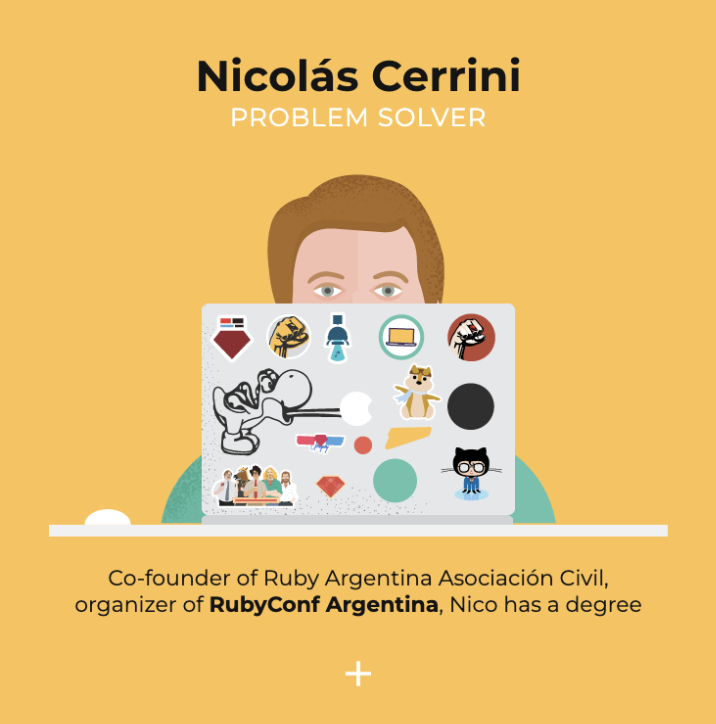 Nicolás Cerrini
PROBLEM SOLVER
Co-founder of Ruby Argentina Asociación Civil,
organizer of RubyConf Argentina, Nico has a degree
+